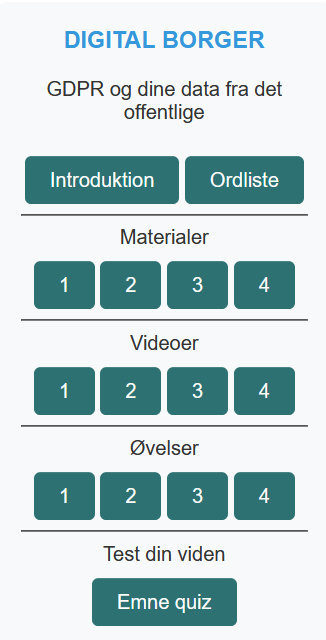 DIGITAL BORGER
GDPR og dine data fra det
offentlige
Introduktion Ordliste
Materialer
1 2 3 4
Videoer
1 2 3 4
Øvelser
1 2 3 4
Test din viden
Emne quiz